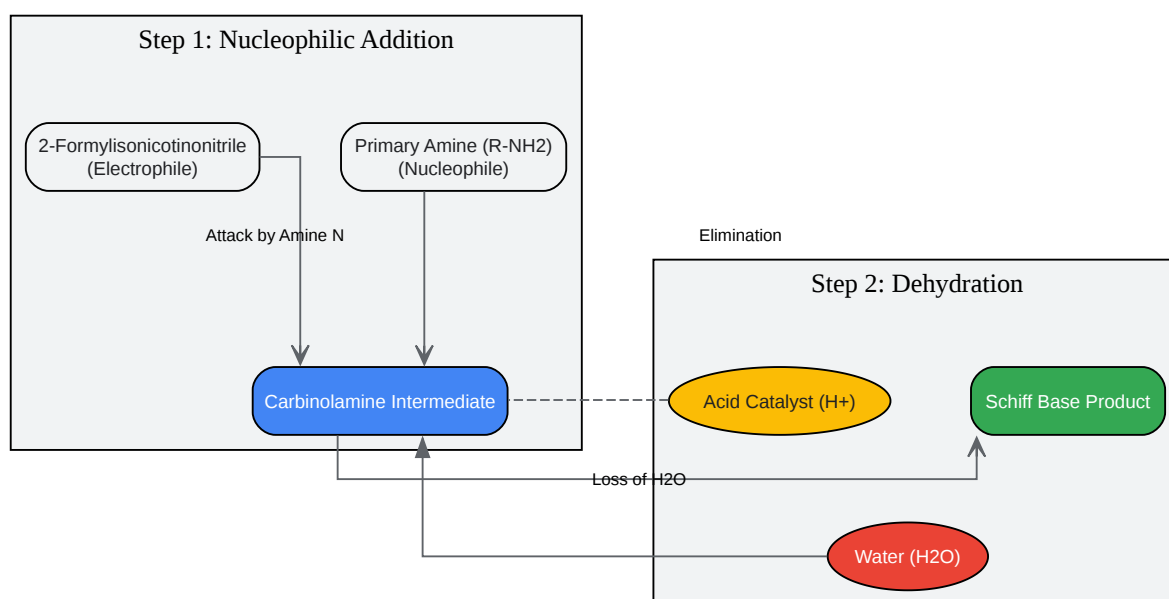 Step 1: Nucleophilic Addition
2-Formylisonicotinonitrile
(Electrophile)
Primary Amine (R-NH2)
(Nucleophile)
Attack by Amine N
Elimination
Step 2: Dehydration
Carbinolamine Intermediate
Acid Catalyst (H+)
Schiff Base Product
Loss of H2O
Water (H2O)